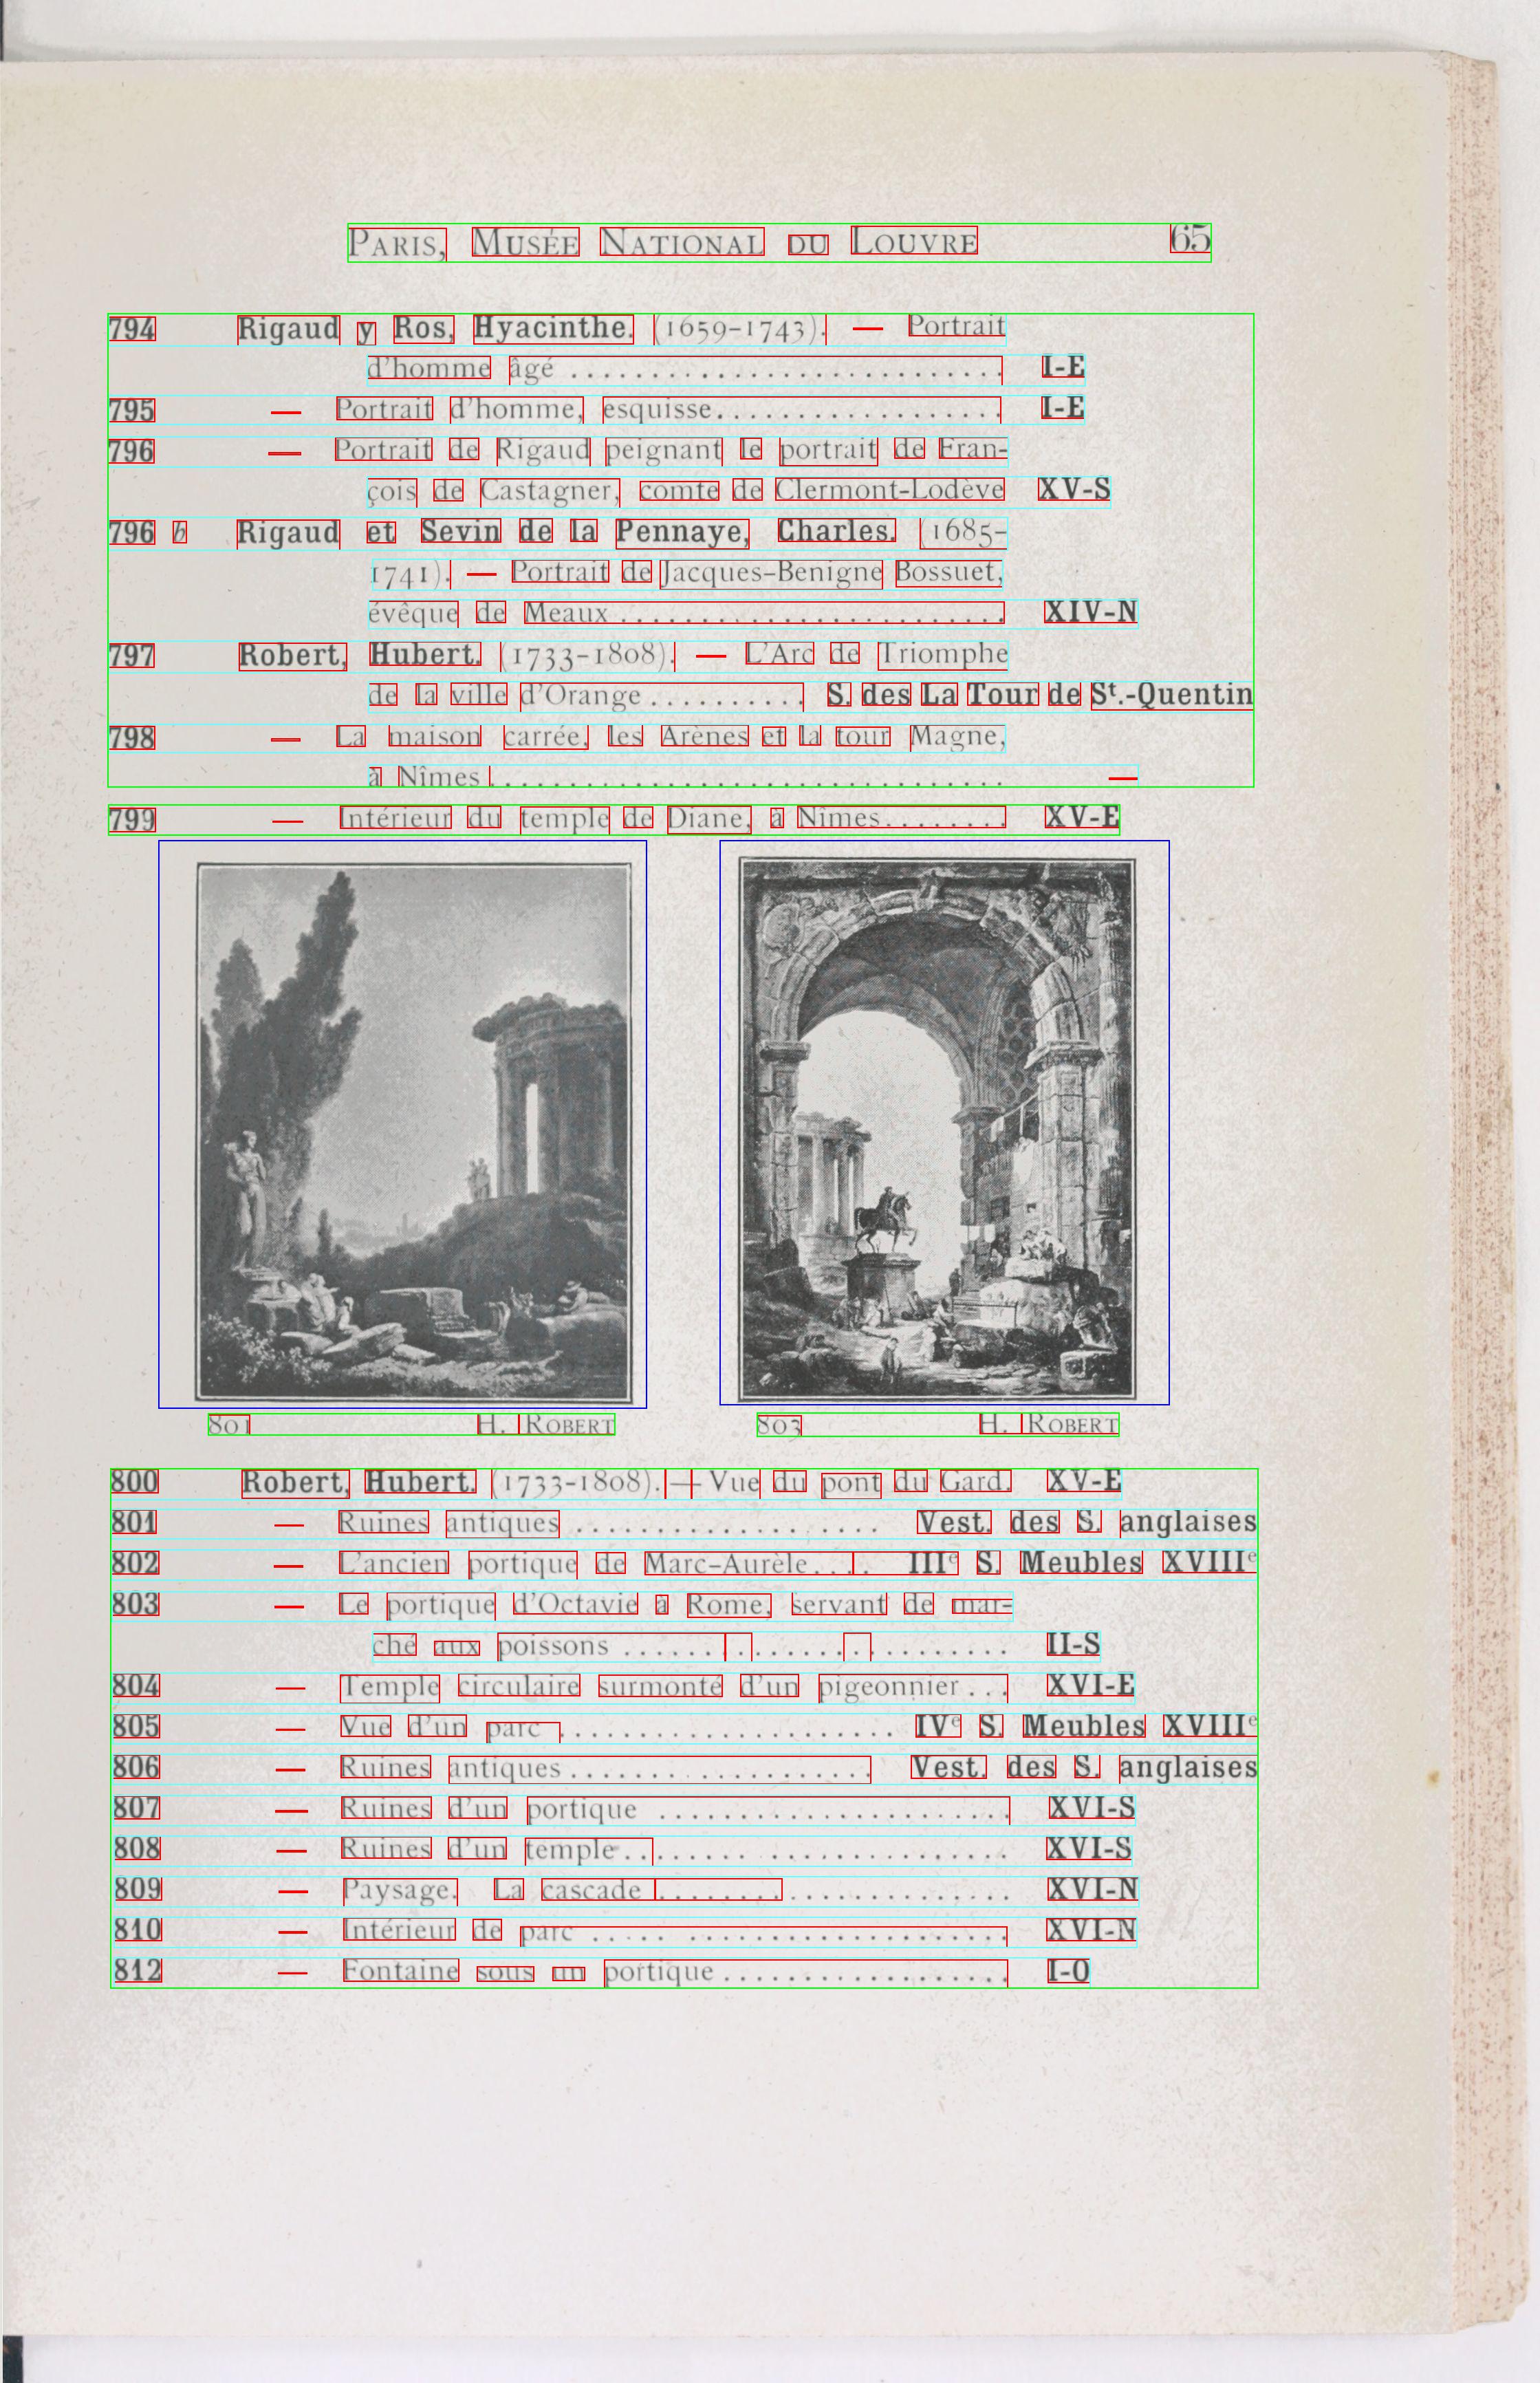 PARIS, MUSÉE NATIONAL DU LOUVRE 65
794 Rigaud y Ros, Hyacinthe. (1659-1743). — Portrait
d'homme âgé ........................... I-E
795 — Portrait d'homme, esquisse.................. I-E
796 — Portrait de Rigaud peignant le portrait de Fran-
çois de Castagner, comte de Clermont-Lodève XV-S
796 b Rigaud et Sevin de la Pennaye, Charles. (1685-
1741). — Portrait de Jacques-Benigne Bossuet,
évêque de Meaux........................ XIV-N
797 Robert, Hubert. (1733-1808). — L'Arc de Triomphe
de la ville d'Orange .......... S. des La Tour de St.-Quentin
798 — La maison carrée, les Arènes et la tour Magne,
à Nîmes ................................ —
799 — Intérieur du temple de Diane, à Nîmes........ XV-E
801 H. ROBERT
803 H. ROBERT
800 Robert, Hubert. (1733-1808). — Vue du pont du Gard. XV-E
801 — Ruines antiques .................... Vest. des S. anglaises
802 — L'ancien portique de Marc-Aurèle.... IIIe S. Meubles XVIIIe
803 — Le portique d'Octavie à Rome, servant de mar-
ché aux poissons ........................ II-S
804 — Temple circulaire surmonté d'un pigeonnier... XVI-E
805 — Vue d'un parc ..................... IVe S. Meubles XVIIIe
806 — Ruines antiques................... Vest. des S. anglaises
807 — Ruines d'un portique ...................... XVI-S
808 — Ruines d'un temple........................ XVI-S
809 — Paysage. La cascade ...................... XVI-N
810 — Intérieur de parc ......................... XVI-N
812 — Fontaine sous un portique.................. I-O